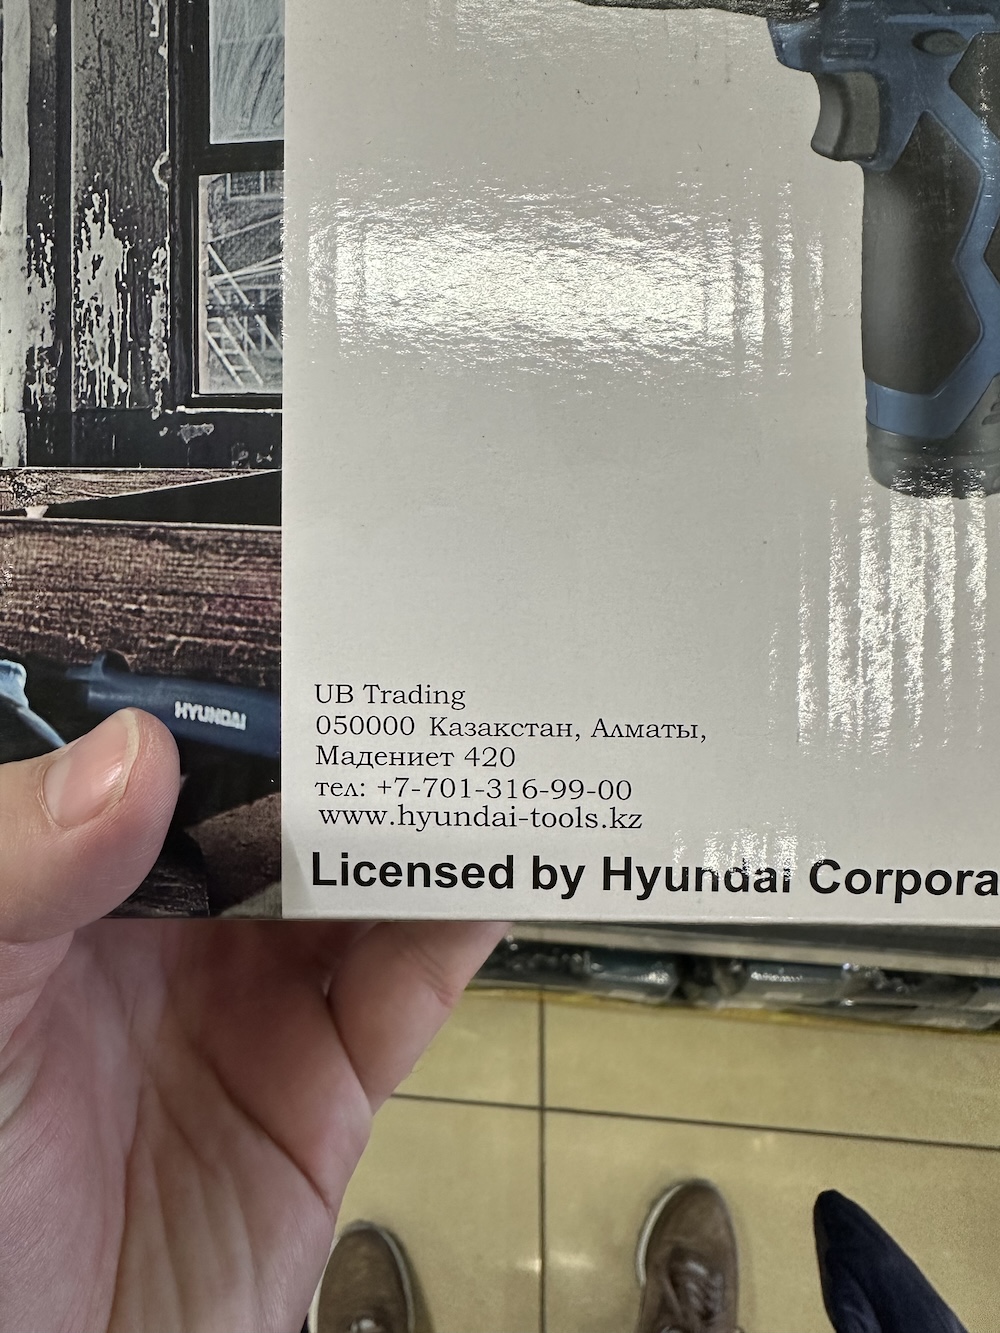 HYUNDAI
UB Trading
050000 Казакстан, Алматы,
Мадениет 420
тел: +7-701-316-99-00
www.hyundai-tools.kz
Licensed by Hyundai Corpora